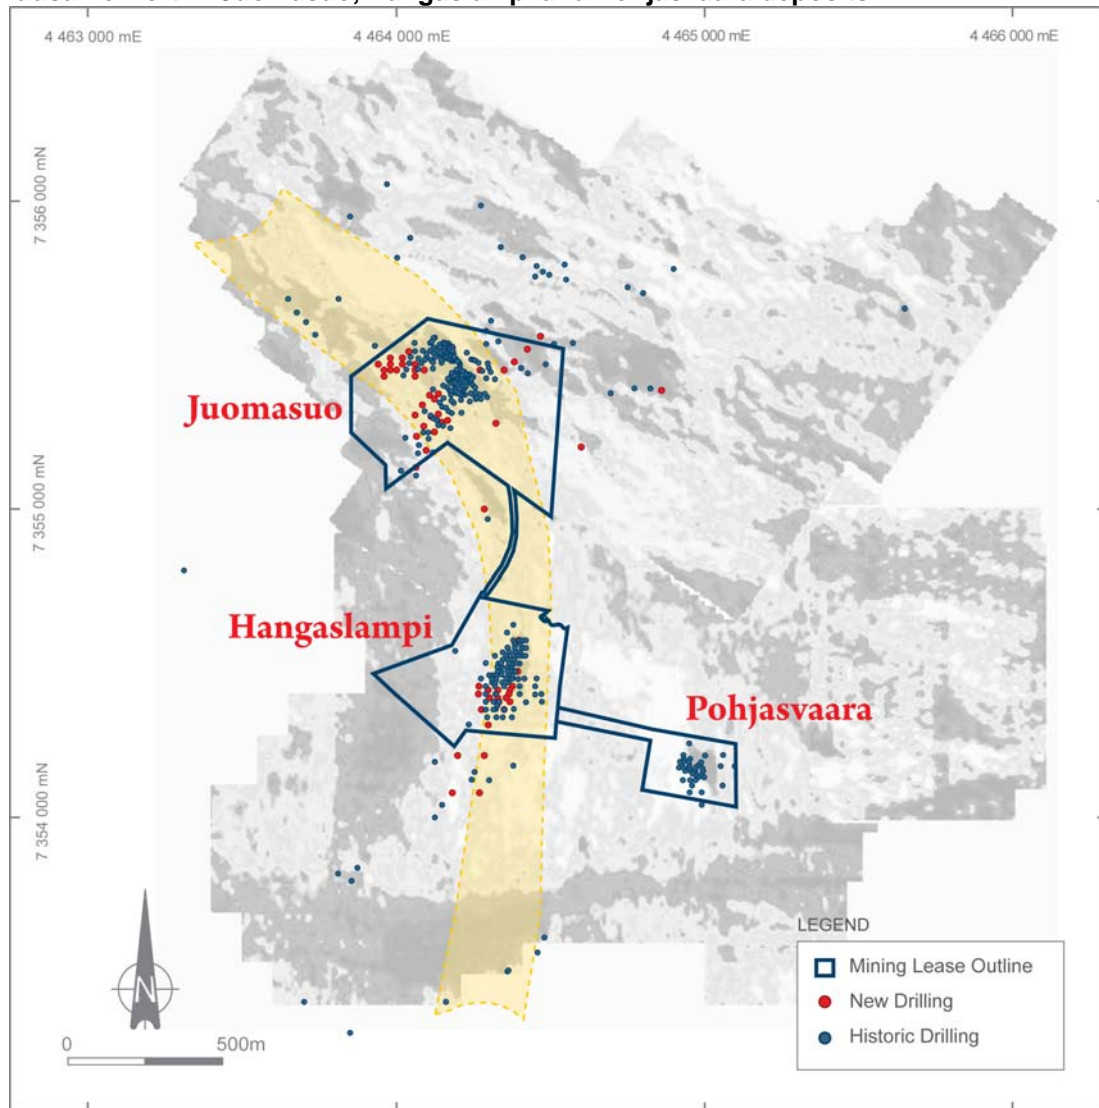 4 463 000 mE
4 464 000 mE
4 465 000 mE
4 466 000 mE
7 356 000 mN
Juomasuo
7 355 000 mN
Hangaslampi
Pohjasvaara
7 354 000 mN
LEGEND
Mining Lease Outline
New Drilling
Historic Drilling
N
0 500m